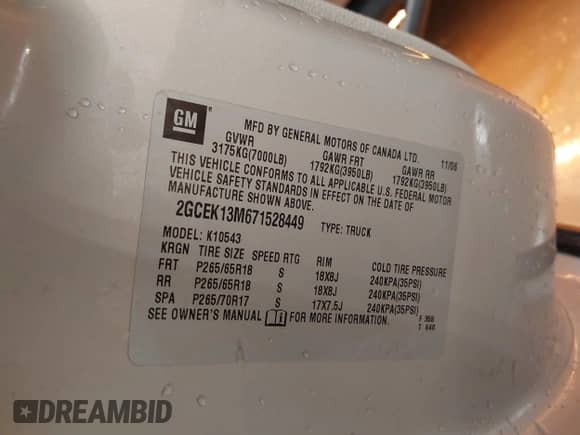 GM
MFD BY GENERAL MOTORS OF CANADA LTD. 11/06
GVWR GAWR FRT GAWR RR
3175KG(7000LB) 1792KG(3950LB) 1792KG(3950LB)
THIS VEHICLE CONFORMS TO ALL APPLICABLE U.S. FEDERAL MOTOR
VEHICLE SAFETY STANDARDS IN EFFECT ON THE DATE OF
MANUFACTURE SHOWN ABOVE.
2GCEK13M671528449 TYPE: TRUCK
MODEL: K10543
KRGN TIRE SIZE SPEED RTG RIM COLD TIRE PRESSURE
FRT P265/65R18 S 18X8J 240KPA(35PSI)
RR P265/65R18 S 18X8J 240KPA(35PSI)
SPA P265/70R17 S 17X7.5J 240KPA(35PSI)
SEE OWNER'S MANUAL FOR MORE INFORMATION.
DREAMBID